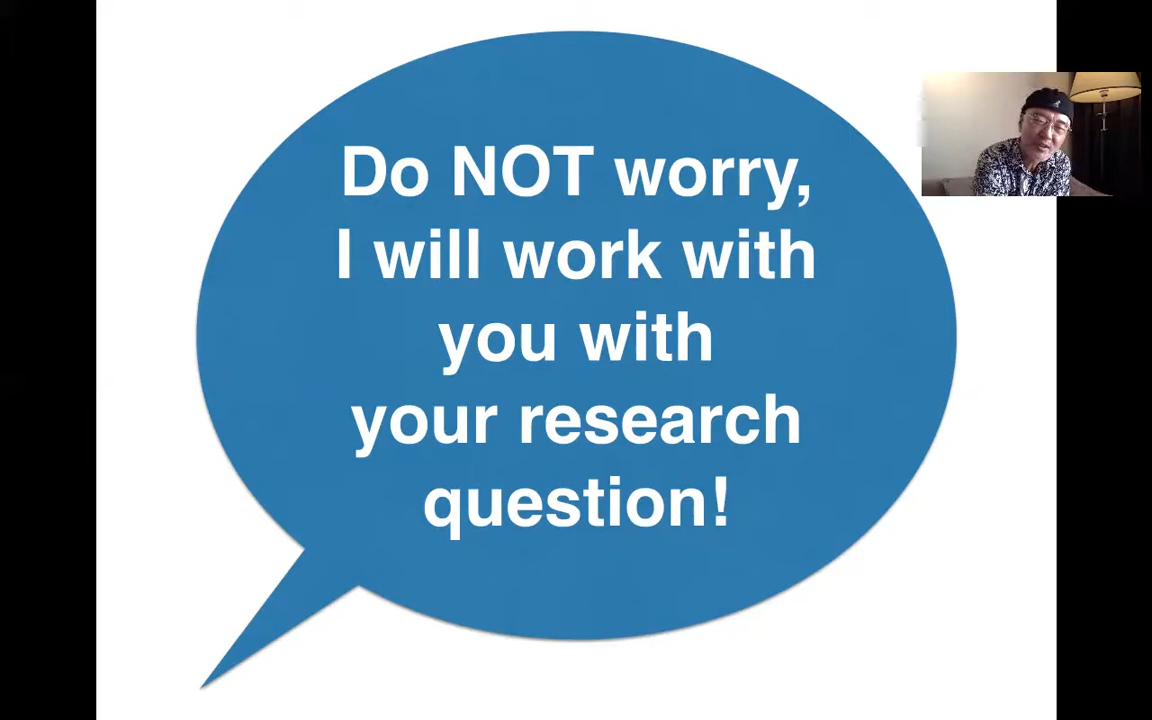 Do NOT worry,
I will work with
you with
your research
question!